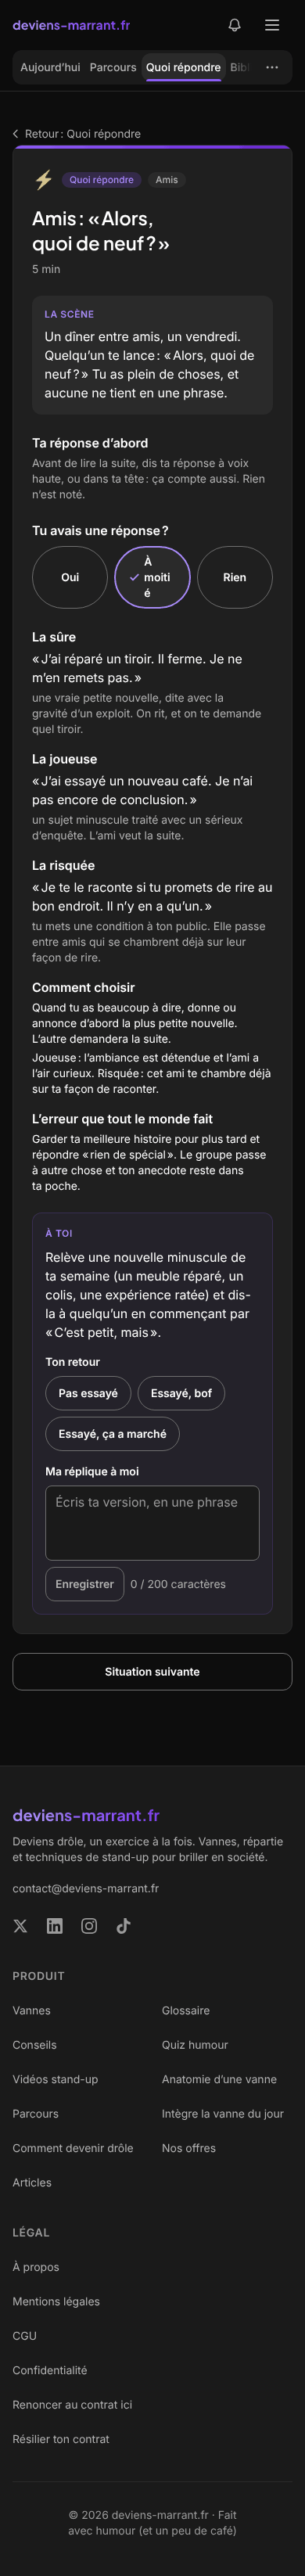 deviens-marrant.fr
Aujourd’hui Parcours Quoi répondre Bibl
Retour : Quoi répondre
Quoi répondre Amis
Amis : « Alors,
quoi de neuf ? »
5 min
LA SCÈNE
Un dîner entre amis, un vendredi.
Quelqu’un te lance : « Alors, quoi de
neuf ? » Tu as plein de choses, et
aucune ne tient en une phrase.
Ta réponse d’abord
Avant de lire la suite, dis ta réponse à voix
haute, ou dans ta tête : ça compte aussi. Rien
n’est noté.
Tu avais une réponse ?
Oui
À
moiti
é
Rien
La sûre
« J’ai réparé un tiroir. Il ferme. Je ne
m’en remets pas. »
une vraie petite nouvelle, dite avec la
gravité d’un exploit. On rit, et on te demande
quel tiroir.
La joueuse
« J’ai essayé un nouveau café. Je n’ai
pas encore de conclusion. »
un sujet minuscule traité avec un sérieux
d’enquête. L’ami veut la suite.
La risquée
« Je te le raconte si tu promets de rire au
bon endroit. Il n’y en a qu’un. »
tu mets une condition à ton public. Elle passe
entre amis qui se chambrent déjà sur leur
façon de rire.
Comment choisir
Quand tu as beaucoup à dire, donne ou
annonce d’abord la plus petite nouvelle.
L’autre demandera la suite.
Joueuse : l’ambiance est détendue et l’ami a
l’air curieux. Risquée : cet ami te chambre déjà
sur ta façon de raconter.
L’erreur que tout le monde fait
Garder ta meilleure histoire pour plus tard et
répondre « rien de spécial ». Le groupe passe
à autre chose et ton anecdote reste dans
ta poche.
À TOI
Relève une nouvelle minuscule de
ta semaine (un meuble réparé, un
colis, une expérience ratée) et dis-
la à quelqu’un en commençant par
« C’est petit, mais ».
Ton retour
Pas essayé Essayé, bof
Essayé, ça a marché
Ma réplique à moi
Écris ta version, en une phrase
Enregistrer 0 / 200 caractères
Situation suivante
deviens-marrant.fr
Deviens drôle, un exercice à la fois. Vannes, répartie
et techniques de stand-up pour briller en société.
contact@deviens-marrant.fr
PRODUIT
Vannes Glossaire
Conseils Quiz humour
Vidéos stand-up Anatomie d’une vanne
Parcours Intègre la vanne du jour
Comment devenir drôle Nos offres
Articles
LÉGAL
À propos
Mentions légales
CGU
Confidentialité
Renoncer au contrat ici
Résilier ton contrat
© 2026 deviens-marrant.fr · Fait
avec humour (et un peu de café)